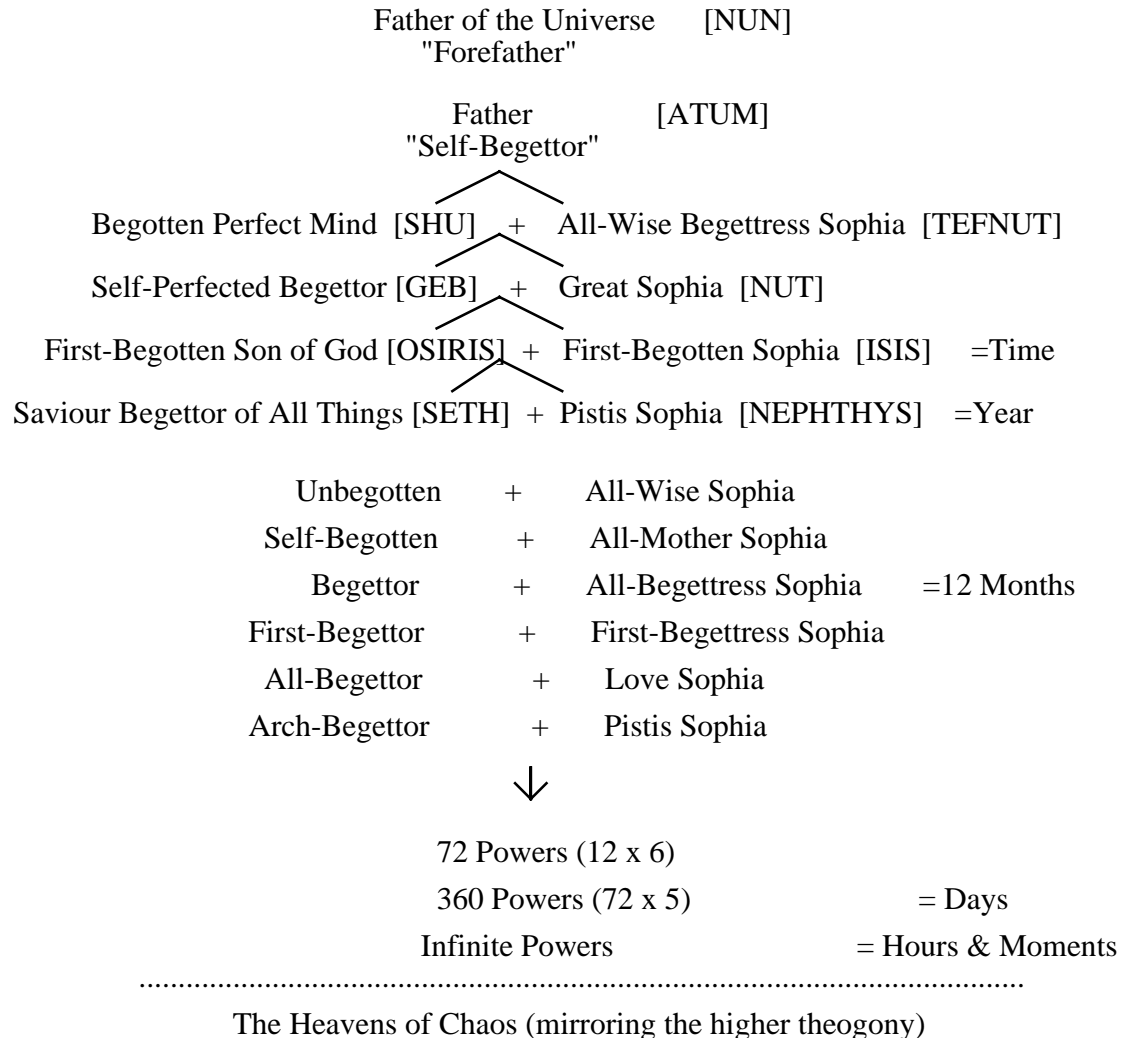 Father of the Universe [NUN]
"Forefather"
Father [ATUM]
"Self-Begettor"
Begotten Perfect Mind [SHU] + All-Wise Begettress Sophia [TEFNUT]
Self-Perfected Begettor [GEB] + Great Sophia [NUT]
First-Begotten Son of God [OSIRIS] + First-Begotten Sophia [ISIS] =Time
Saviour Begettor of All Things [SETH] + Pistis Sophia [NEPHTHYS] =Year
Unbegotten + All-Wise Sophia
Self-Begotten + All-Mother Sophia
Begettor + All-Begettress Sophia =12 Months
First-Begettor + First-Begettress Sophia
All-Begettor + Love Sophia
Arch-Begettor + Pistis Sophia
72 Powers (12 x 6)
360 Powers (72 x 5) = Days
Infinite Powers = Hours & Moments
The Heavens of Chaos (mirroring the higher theogony)